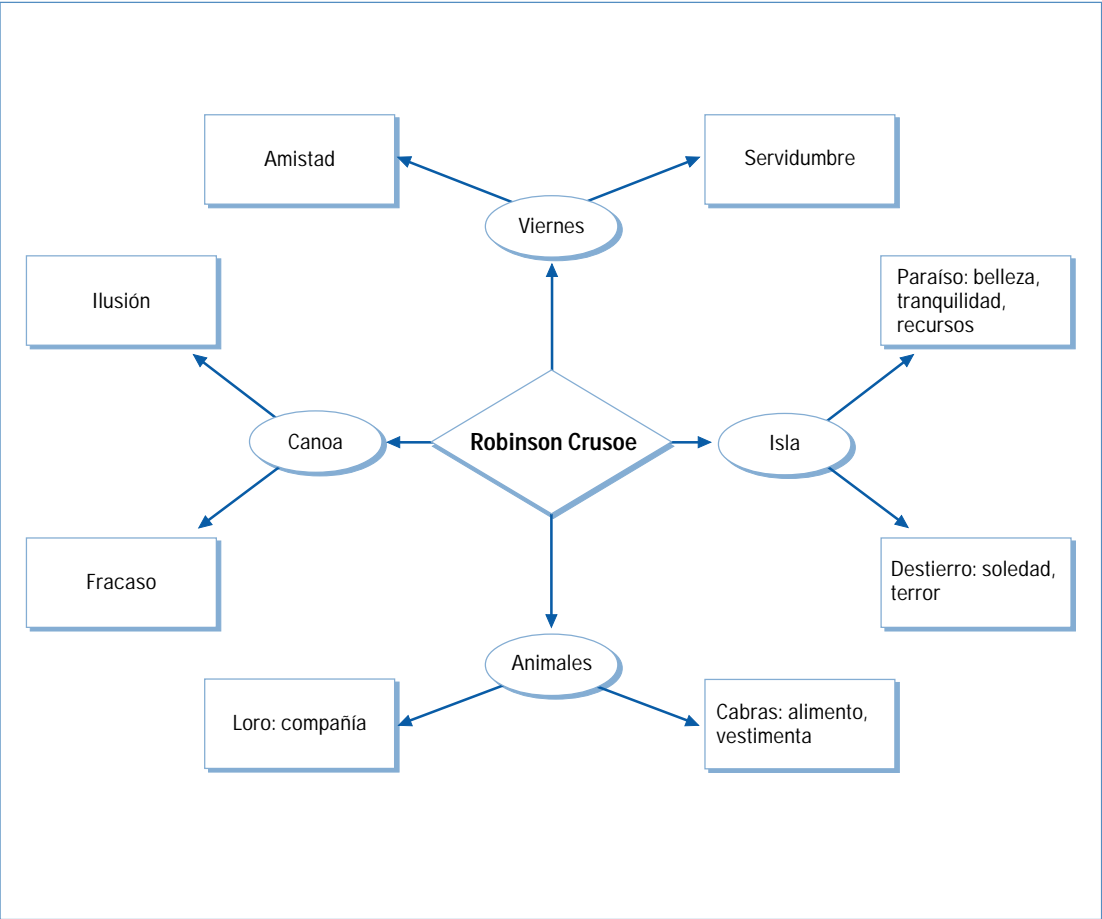 Amistad
Servidumbre
Viernes
Ilusión
Paraíso: belleza,
tranquilidad,
recursos
Canoa
Robinson Crusoe
Isla
Fracaso
Destierro: soledad,
terror
Animales
Loro: compañía
Cabras: alimento,
vestimenta